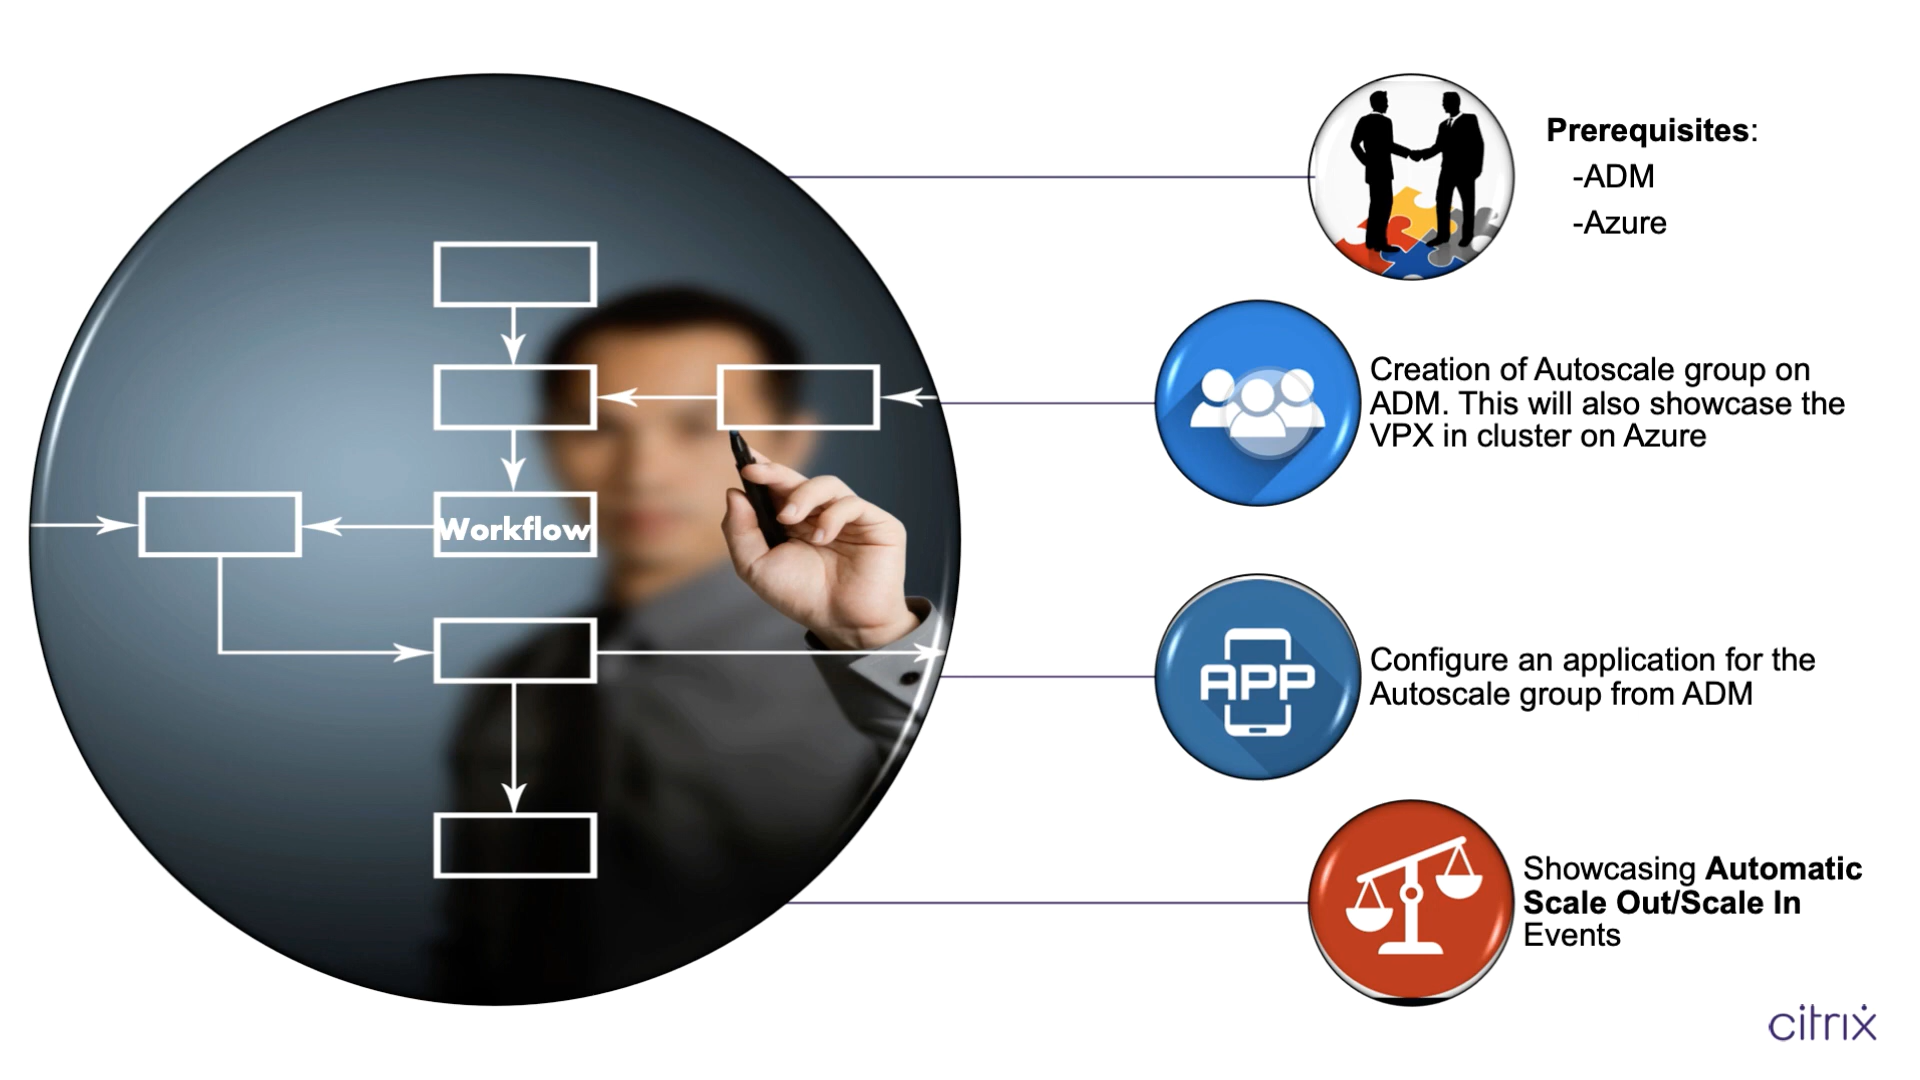 Prerequisites:
-ADM
-Azure
Creation of Autoscale group on
ADM. This will also showcase the
VPX in cluster on Azure
Workflow
APP
Configure an application for the
Autoscale group from ADM
Showcasing Automatic
Scale Out/Scale In
Events
citrix